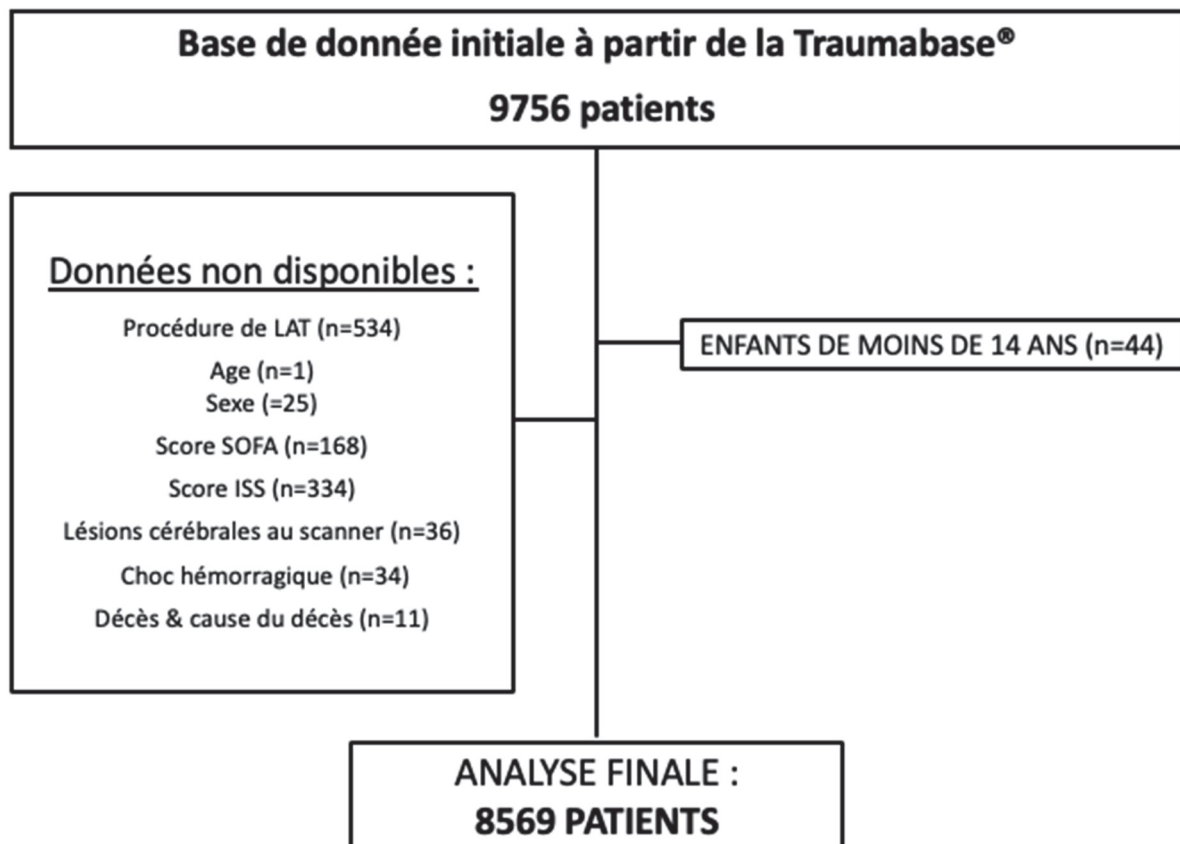 Base de donnée initiale à partir de la Traumabase®
9756 patients
Données non disponibles :
Procédure de LAT (n=534)
Age (n=1)
Sexe (=25)
Score SOFA (n=168)
Score ISS (n=334)
Lésions cérébrales au scanner (n=36)
Choc hémorragique (n=34)
Décès & cause du décès (n=11)
ENFANTS DE MOINS DE 14 ANS (n=44)
ANALYSE FINALE :
8569 PATIENTS